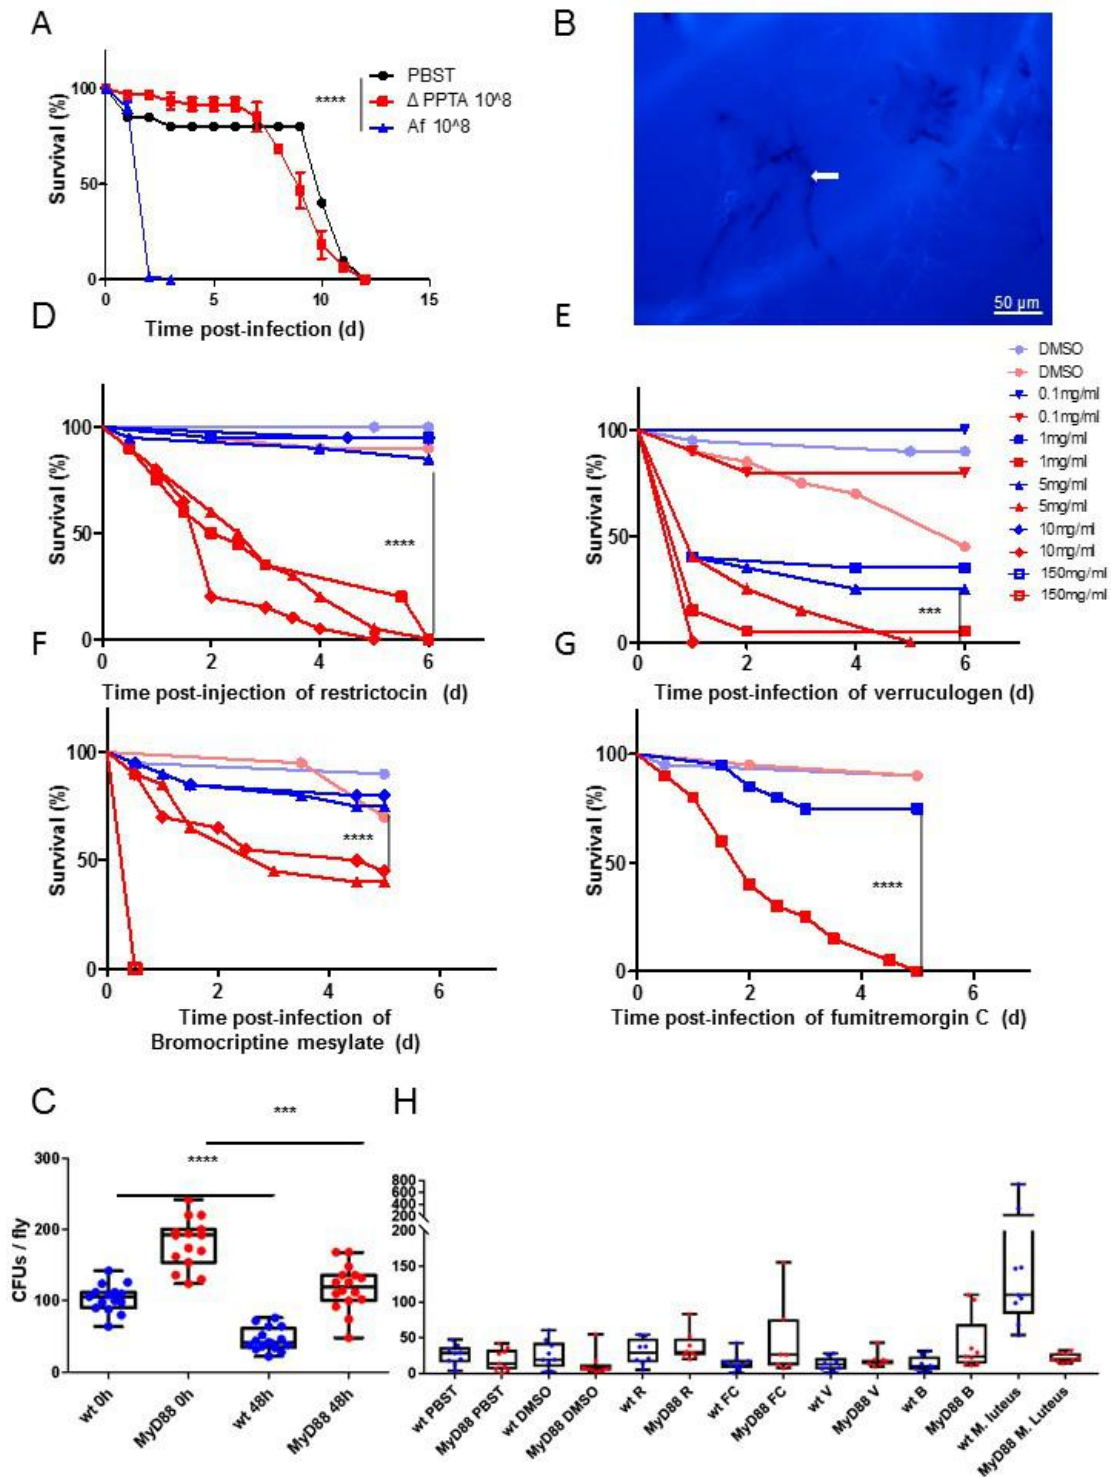 A
B
100
50
0
Survival (%)
0
5
10
15
Time post-infection (d)
****
PBST
Δ PPTA 10^8
Af 10^8
50 µm
D
E
DMSO
DMSO
0.1mg/ml
0.1mg/ml
1mg/ml
1mg/ml
5mg/ml
5mg/ml
10mg/ml
10mg/ml
150mg/ml
150mg/ml
100
50
0
Survival (%)
****
0
2
4
6
Time post-injection of restrictocin (d)
100
50
0
Survival (%)
***
0
2
4
6
Time post-infection of verruculogen (d)
F
G
100
50
0
Survival (%)
****
0
2
4
6
Time post-infection of
Bromocriptine mesylate (d)
100
50
0
Survival (%)
****
0
2
4
6
Time post-infection of fumitremorgin C (d)
C
***
****
300
200
100
0
CFUs / fly
wt 0h
MyD88 0h
wt 48h
MyD88 48h
H
800
600
400
200
200
150
100
50
0
wt PBST
MyD88 PBST
wt DMSO
MyD88 DMSO
wt R
MyD88 R
wt FC
MyD88 FC
wt V
MyD88 V
wt B
MyD88 B
wt M. luteus
MyD88 M. Luteus